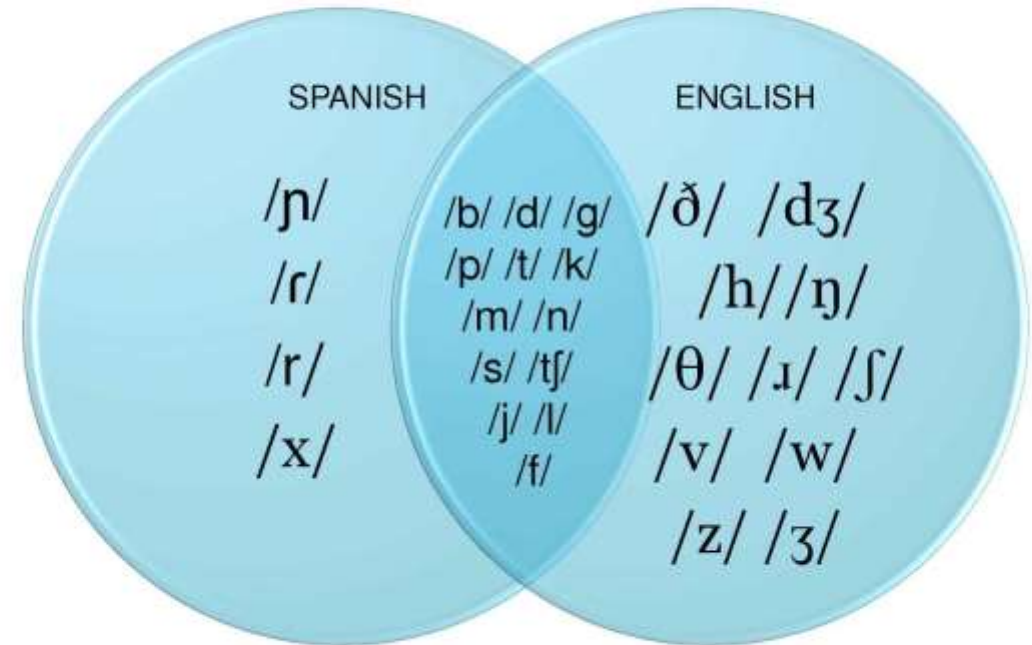 SPANISH
/ɲ/
/ɾ/
/r/
/x/
/b/ /d/ /g/
/p/ /t/ /k/
/m/ /n/
/s/ /tʃ/
/j/ /l/
/f/
ENGLISH
/ð/ /dʒ/
/h/ /ŋ/
/θ/ /ɹ/ /ʃ/
/v/ /w/
/z/ /ʒ/